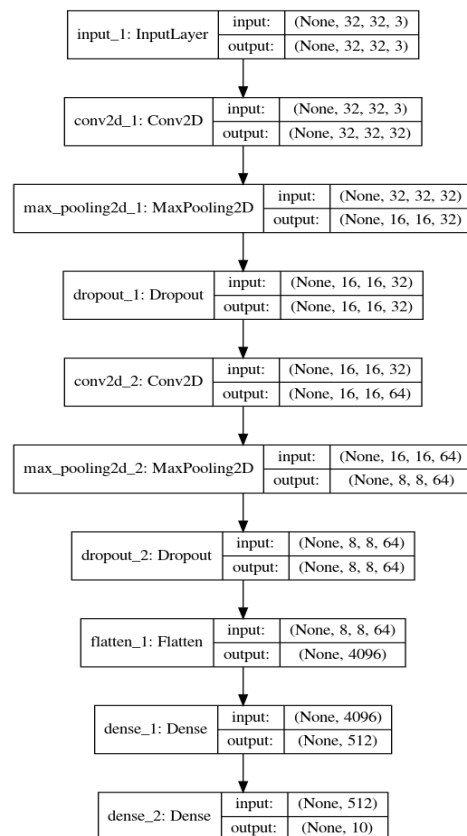 input_1: InputLayer
input: (None, 32, 32, 3)
output: (None, 32, 32, 3)
conv2d_1: Conv2D
input: (None, 32, 32, 3)
output: (None, 32, 32, 32)
max_pooling2d_1: MaxPooling2D
input: (None, 32, 32, 32)
output: (None, 16, 16, 32)
dropout_1: Dropout
input: (None, 16, 16, 32)
output: (None, 16, 16, 32)
conv2d_2: Conv2D
input: (None, 16, 16, 32)
output: (None, 16, 16, 64)
max_pooling2d_2: MaxPooling2D
input: (None, 16, 16, 64)
output: (None, 8, 8, 64)
dropout_2: Dropout
input: (None, 8, 8, 64)
output: (None, 8, 8, 64)
flatten_1: Flatten
input: (None, 8, 8, 64)
output: (None, 4096)
dense_1: Dense
input: (None, 4096)
output: (None, 512)
dense_2: Dense
input: (None, 512)
output: (None, 10)